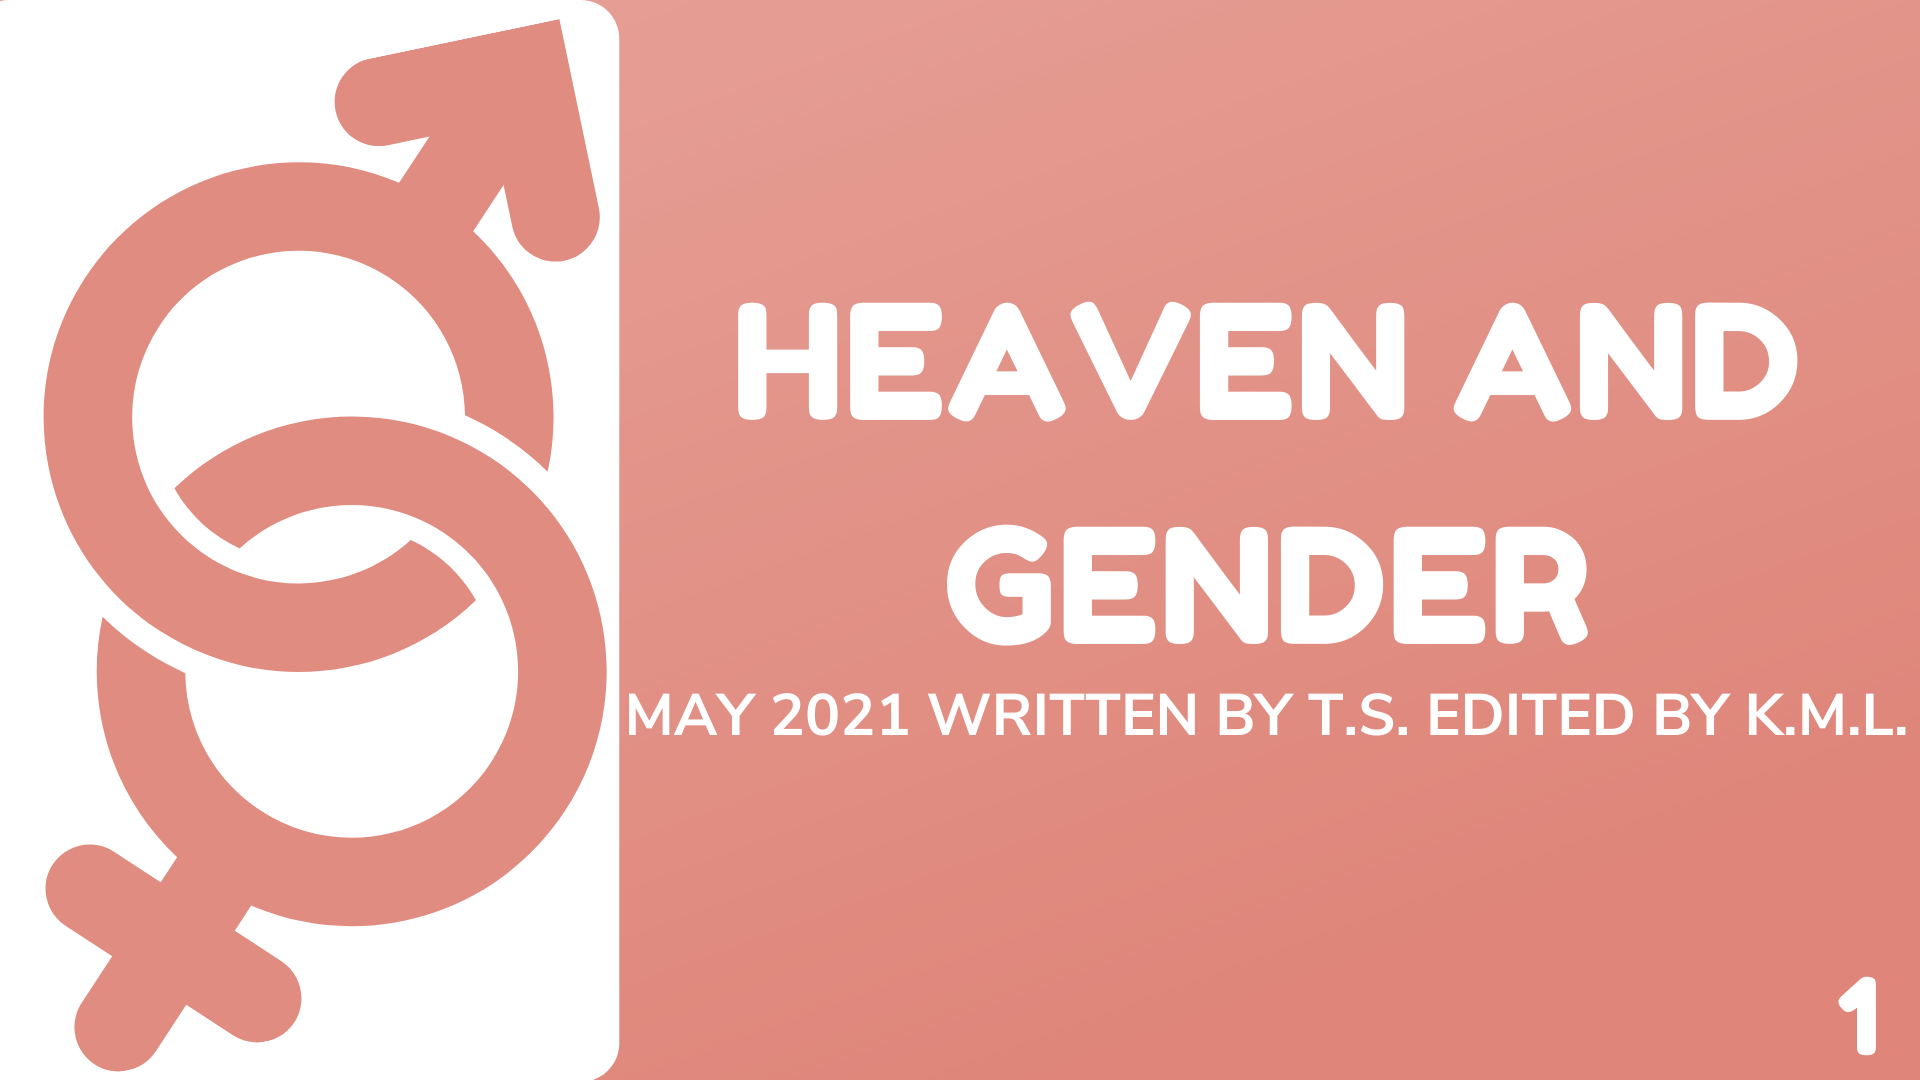 HEAVEN AND
GENDER
MAY 2021 WRITTEN BY T.S. EDITED BY K.M.L.
1